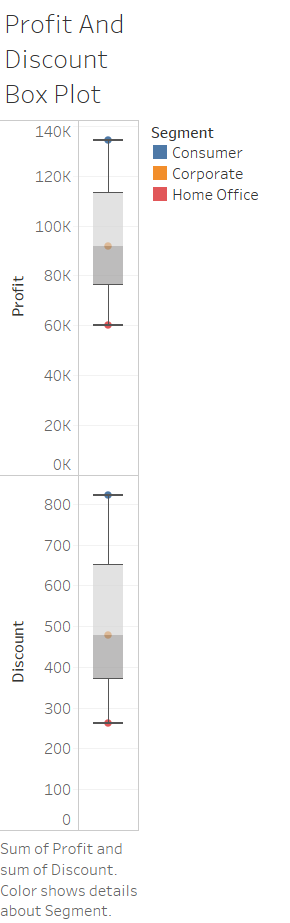 Profit And
Discount
Box Plot
Segment
Consumer
Corporate
Home Office
Profit
140K
120K
100K
80K
60K
40K
20K
0K
Discount
800
700
600
500
400
300
200
100
0
Sum of Profit and
sum of Discount.
Color shows details
about Segment.